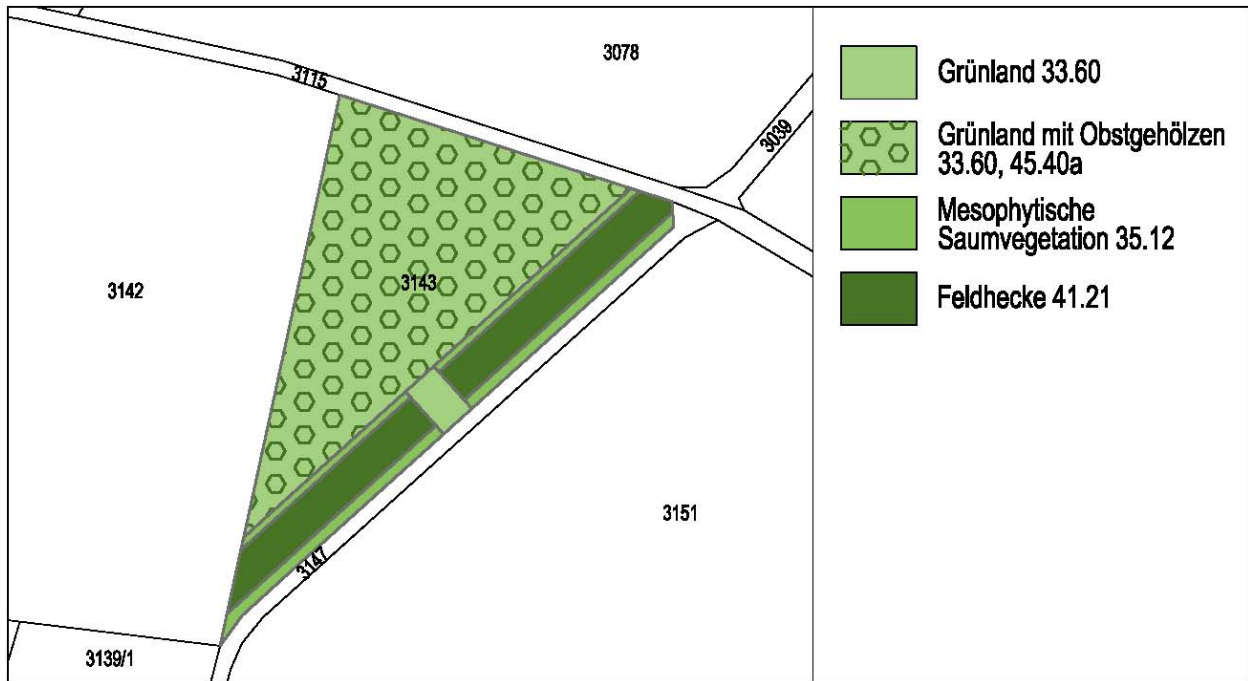 3078
3115
3039
3143
3142
3151
3147
3139/1
Grünland 33.60
Grünland mit Obstgehölzen
33.60, 45.40a
Mesophytische
Saumvegetation 35.12
Feldhecke 41.21